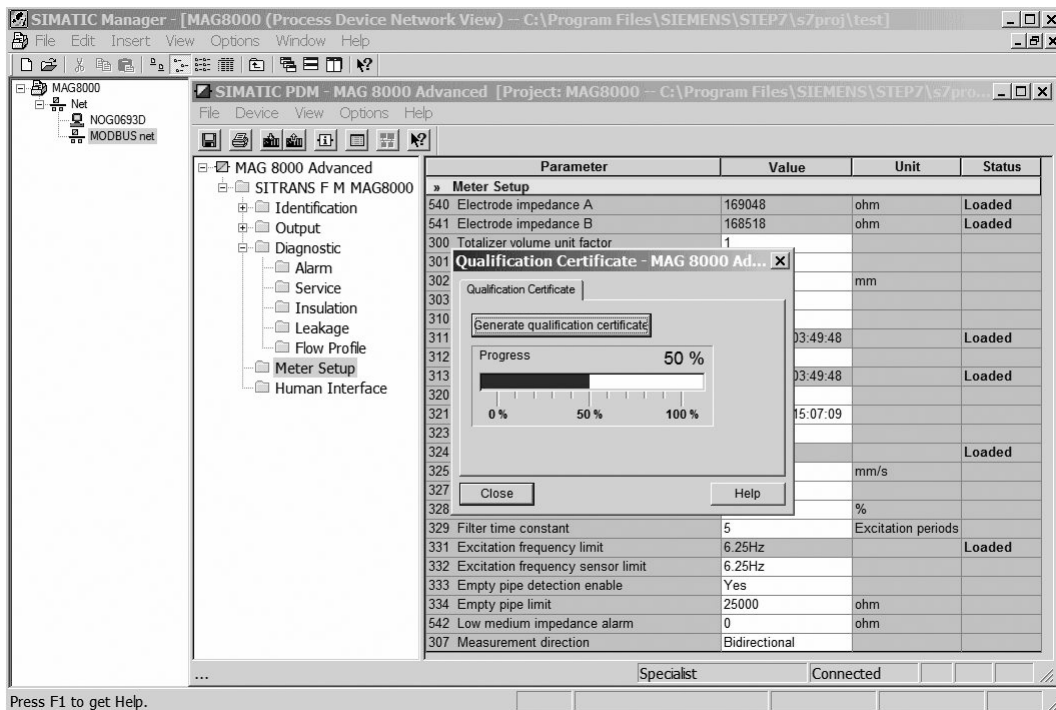 SIMATIC Manager - [MAG8000 (Process Device Network View) -- C:\Program Files\SIEMENS\STEP7\s7proj\test]
File Edit Insert View Options Window Help
MAG8000
Net
NOG0693D
MODBUS net
SIMATIC PDM - MAG 8000 Advanced [Project: MAG8000 -- C:\Program Files\SIEMENS\STEP7\s7pro...
File Device View Options Help
MAG 8000 Advanced
SITRANS F M MAG8000
Identification
Output
Diagnostic
Alarm
Service
Insulation
Leakage
Flow Profile
Meter Setup
Human Interface
Parameter Value Unit Status
» Meter Setup
540 Electrode impedance A 169048 ohm Loaded
541 Electrode impedance B 168518 ohm Loaded
300 Totalizer volume unit factor 1
301
302 mm
303
310
311 03:49:48 Loaded
312
313 03:49:48 Loaded
320
321 15:07:09
323
324 Loaded
325 mm/s
327
328 %
329 Filter time constant 5 Excitation periods
331 Excitation frequency limit 6.25Hz Loaded
332 Excitation frequency sensor limit 6.25Hz
333 Empty pipe detection enable Yes
334 Empty pipe limit 25000 ohm
542 Low medium impedance alarm 0 ohm
307 Measurement direction Bidirectional
Qualification Certificate - MAG 8000 Ad...
Qualification Certificate
Generate qualification certificate
Progress 50 %
0 % 50 % 100 %
Close Help
... Specialist Connected
Press F1 to get Help.